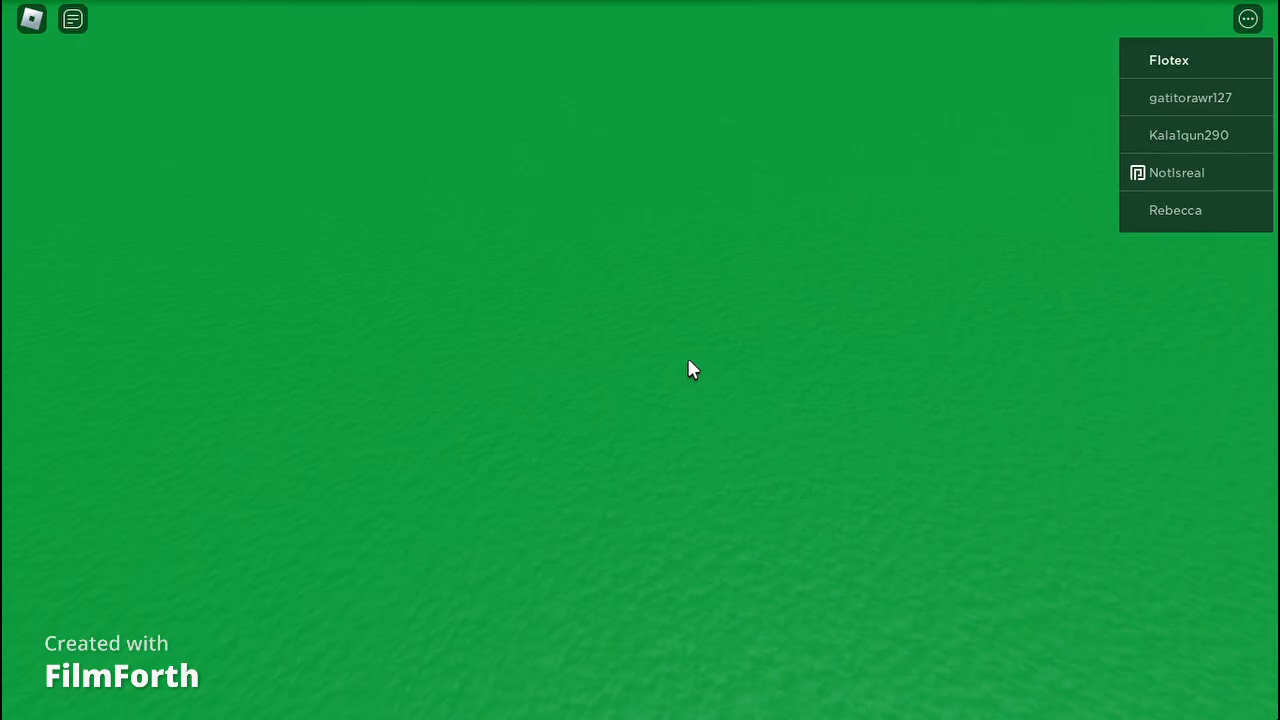 Flotex
gatitorawr127
Kala1qun290
NotIsreal
Rebecca
Created with
FilmForth